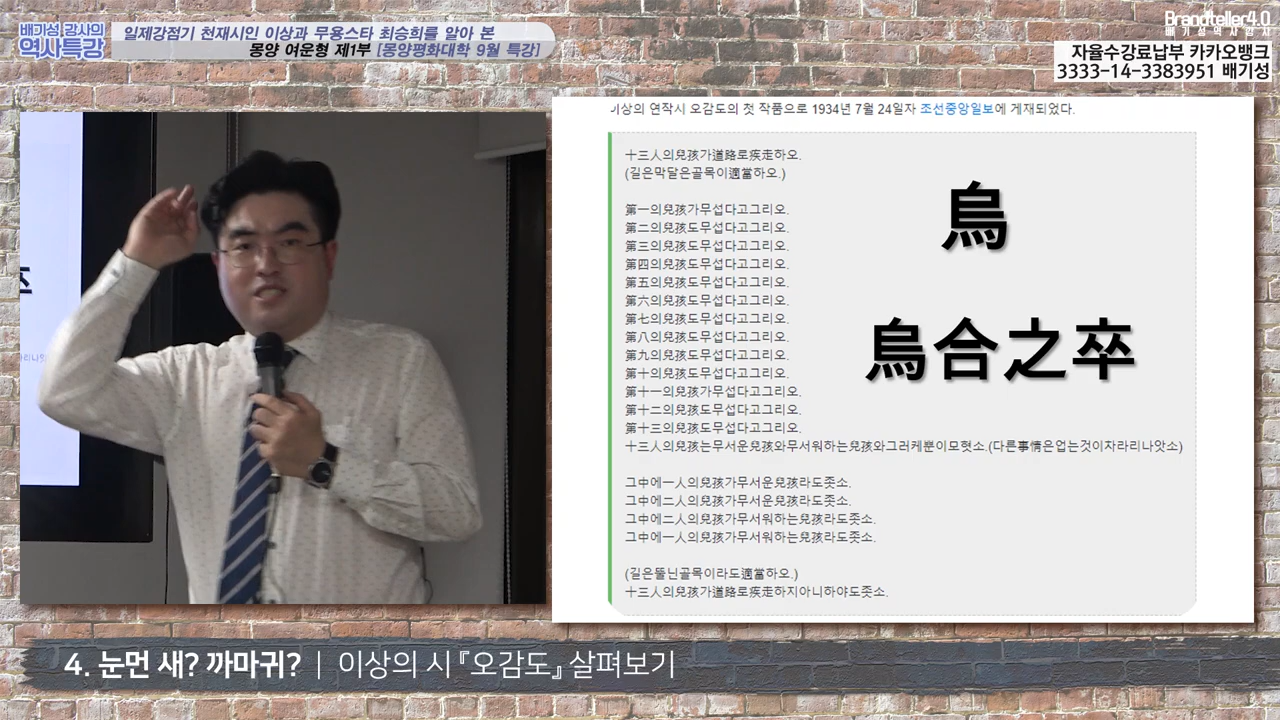 배기성 강사의
역사특강
일제강점기 천재시인 이상과 무용스타 최승희를 알아 본
몽양 여운형 제1부 [몽양평화대학 9월 특강]
Brandteller4.0
배기성역사원사
자율수강료납부 카카오뱅크
3333-14-3383951 배기성
이상의 연작시 오감도의 첫 작품으로 1934년 7월 24일자 조선중앙일보에 게재되었다.
十三人의兒孩가道路로疾走하오.
(길은막달은골목이適當하오.)
第一의兒孩가무섭다고그리오.
第二의兒孩도무섭다고그리오.
第三의兒孩도무섭다고그리오.
第四의兒孩도무섭다고그리오.
第五의兒孩도무섭다고그리오.
第六의兒孩도무섭다고그리오.
第七의兒孩도무섭다고그리오.
第八의兒孩도무섭다고그리오.
第九의兒孩도무섭다고그리오.
第十의兒孩도무섭다고그리오.
第十一의兒孩가무섭다고그리오.
第十二의兒孩도무섭다고그리오.
第十三의兒孩도무섭다고그리오.
十三人의兒孩는무서운兒孩와무서워하는兒孩와그러케뿐이모혓소.(다른事情은업는것이차라리나앗소)
그中에一人의兒孩가무서운兒孩라도좃소.
그中에二人의兒孩가무서운兒孩라도좃소.
그中에二人의兒孩가무서워하는兒孩라도좃소.
그中에一人의兒孩가무서워하는兒孩라도좃소.
(길은뚤닌골목이라도適當하오.)
十三人의兒孩가道路로疾走하지아니하야도좃소.
烏
烏合之卒
4. 눈먼 새? 까마귀? | 이상의 시『오감도』살펴보기